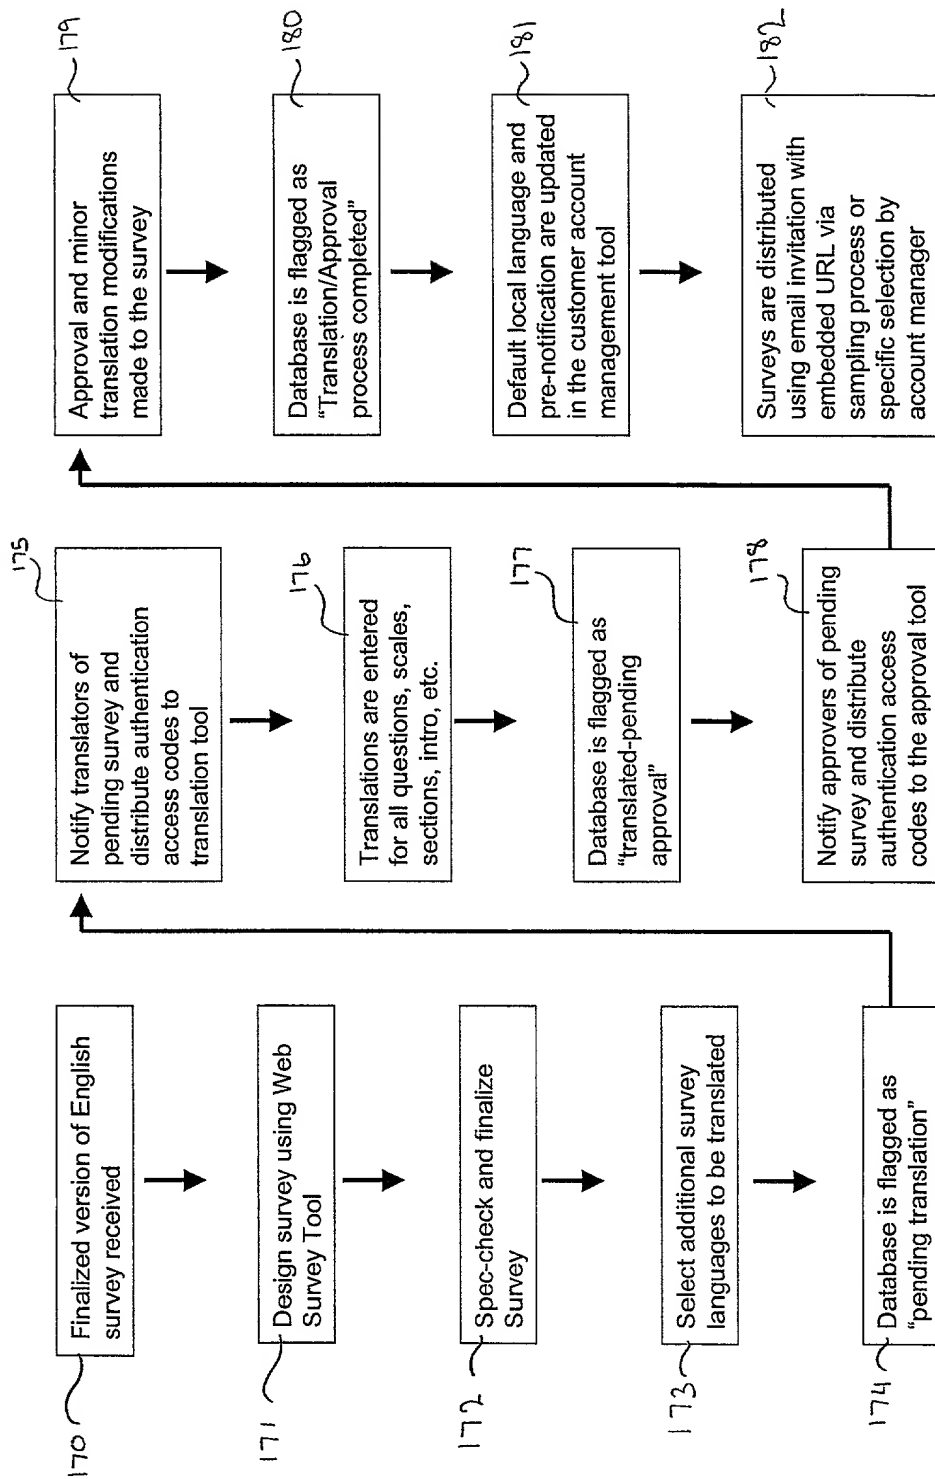 170
Finalized version of English
survey received
171
Design survey using Web
Survey Tool
172
Spec-check and finalize
Survey
173
Select additional survey
languages to be translated
174
Database is flagged as
“pending translation”
175
Notify translators of
pending survey and
distribute authentication
access codes to
translation tool
176
Translations are entered
for all questions, scales,
sections, intro, etc.
177
Database is flagged as
“translated-pending
approval”
178
Notify approvers of pending
survey and distribute
authentication access
codes to the approval tool
179
Approval and minor
translation modifications
made to the survey
180
Database is flagged as
“Translation/Approval
process completed”
181
Default local language and
pre-notification are updated
in the customer account
management tool
182
Surveys are distributed
using email invitation with
embedded URL via
sampling process or
specific selection by
account manager